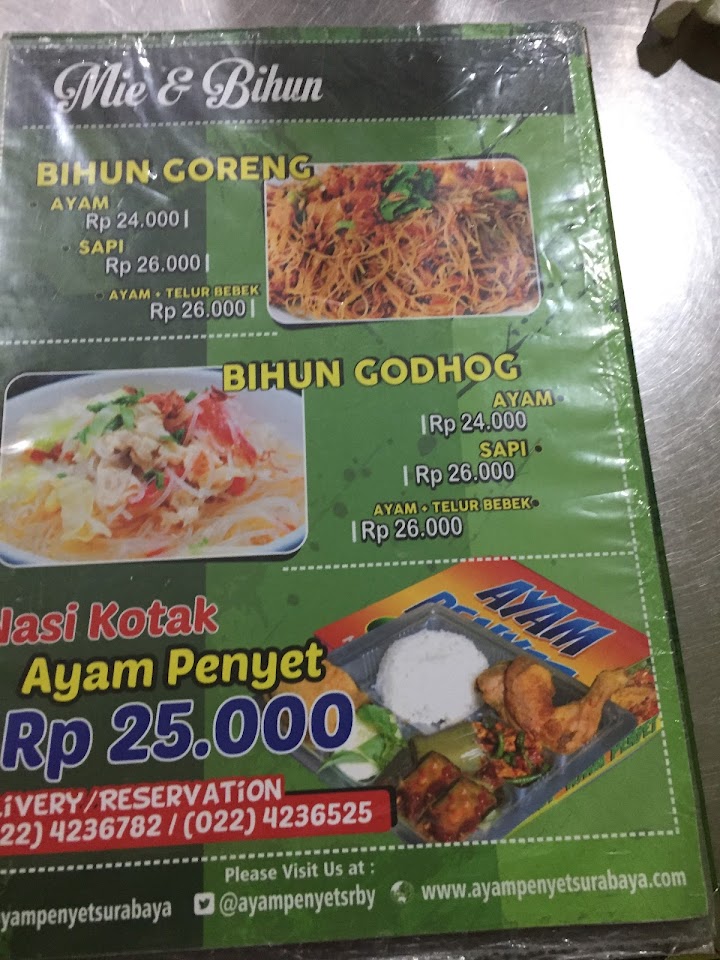 Mie & Bihun
BIHUN GORENG
AYAM
Rp 24.000
SAPI
Rp 26.000
AYAM + TELUR BEBEK
Rp 26.000
BIHUN GODHOG
AYAM
Rp 24.000
SAPI
Rp 26.000
AYAM + TELUR BEBEK
Rp 26.000
Nasi Kotak
Ayam Penyet
Rp 25.000
AYAM
LIVERY/RESERVATION
22) 4236782 / (022) 4236525
Please Visit Us at :
ayampenyetsurabaya
@ayampenyetsrby
www.ayampenyetsurabaya.com